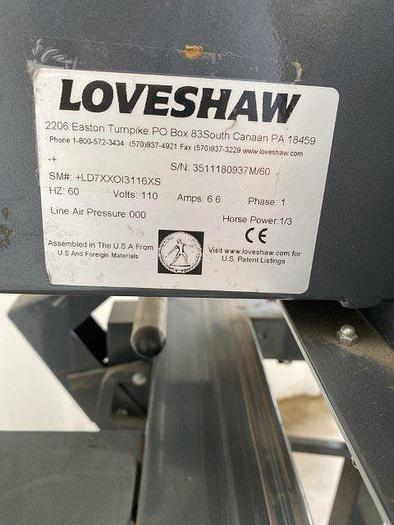 LOVESHAW
2206 Easton Turnpike PO Box 83South Canaan PA 18459
Phone 1-800-572-3434 (570)937-4921 Fax (570)937-3229 www.loveshaw.com
-+ S/N: 3511180937M/60
SM#: +LD7XXOI3116XS
HZ: 60 Volts: 110 Amps: 6.6 Phase: 1
Line Air Pressure:000 Horse Power:1/3
CE
Assembled in The U.S.A From
U.S And Foreigin Materials
Visit www.loveshaw.com for
U.S. Patent Listings